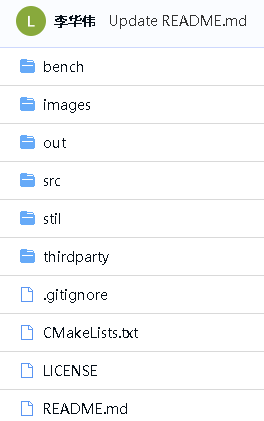 L 李华伟 Update README.md
bench
images
out
src
stil
thirdparty
.gitignore
CMakeLists.txt
LICENSE
README.md